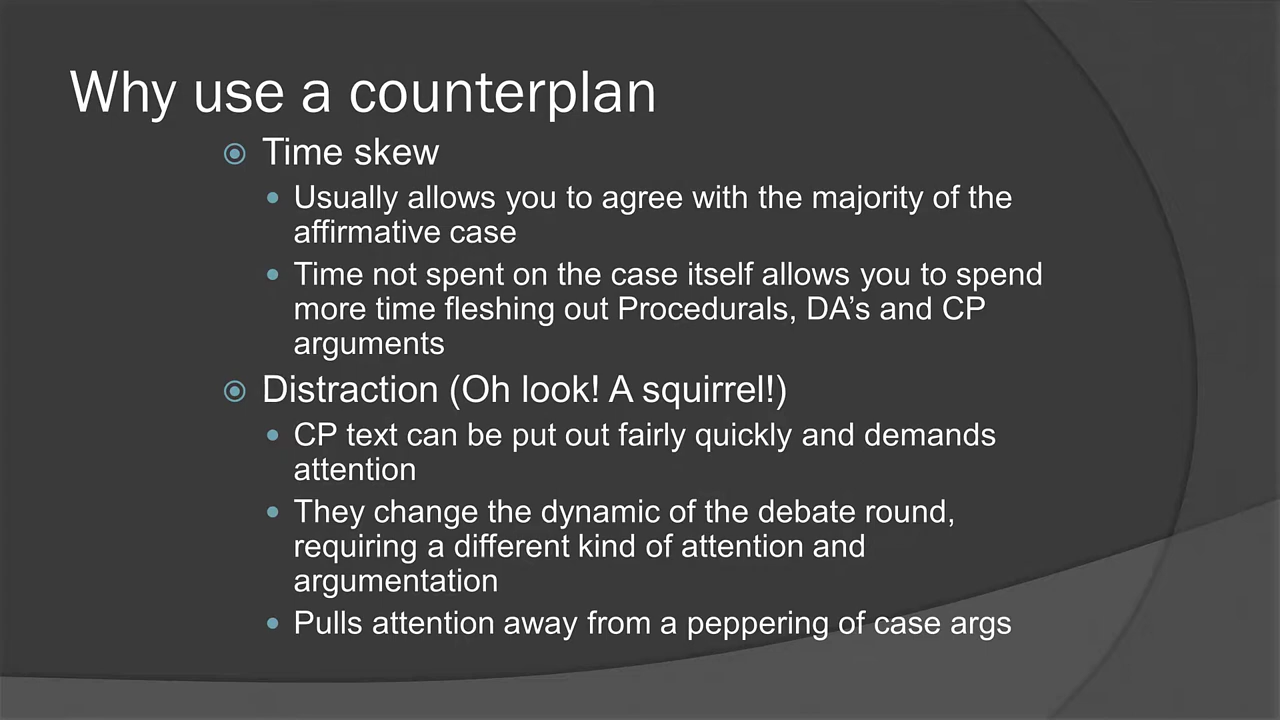 Why use a counterplan
Time skew
Usually allows you to agree with the majority of the
affirmative case
Time not spent on the case itself allows you to spend
more time fleshing out Procedurals, DA’s and CP
arguments
Distraction (Oh look! A squirrel!)
CP text can be put out fairly quickly and demands
attention
They change the dynamic of the debate round,
requiring a different kind of attention and
argumentation
Pulls attention away from a peppering of case args